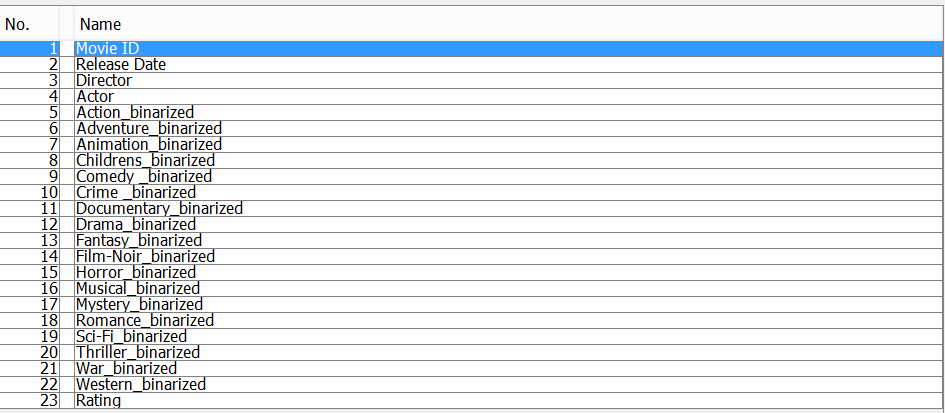 No. Name
1 Movie ID
2 Release Date
3 Director
4 Actor
5 Action_binarized
6 Adventure_binarized
7 Animation_binarized
8 Childrens_binarized
9 Comedy _binarized
10 Crime _binarized
11 Documentary_binarized
12 Drama_binarized
13 Fantasy_binarized
14 Film-Noir_binarized
15 Horror_binarized
16 Musical_binarized
17 Mystery_binarized
18 Romance_binarized
19 Sci-Fi_binarized
20 Thriller_binarized
21 War_binarized
22 Western_binarized
23 Rating